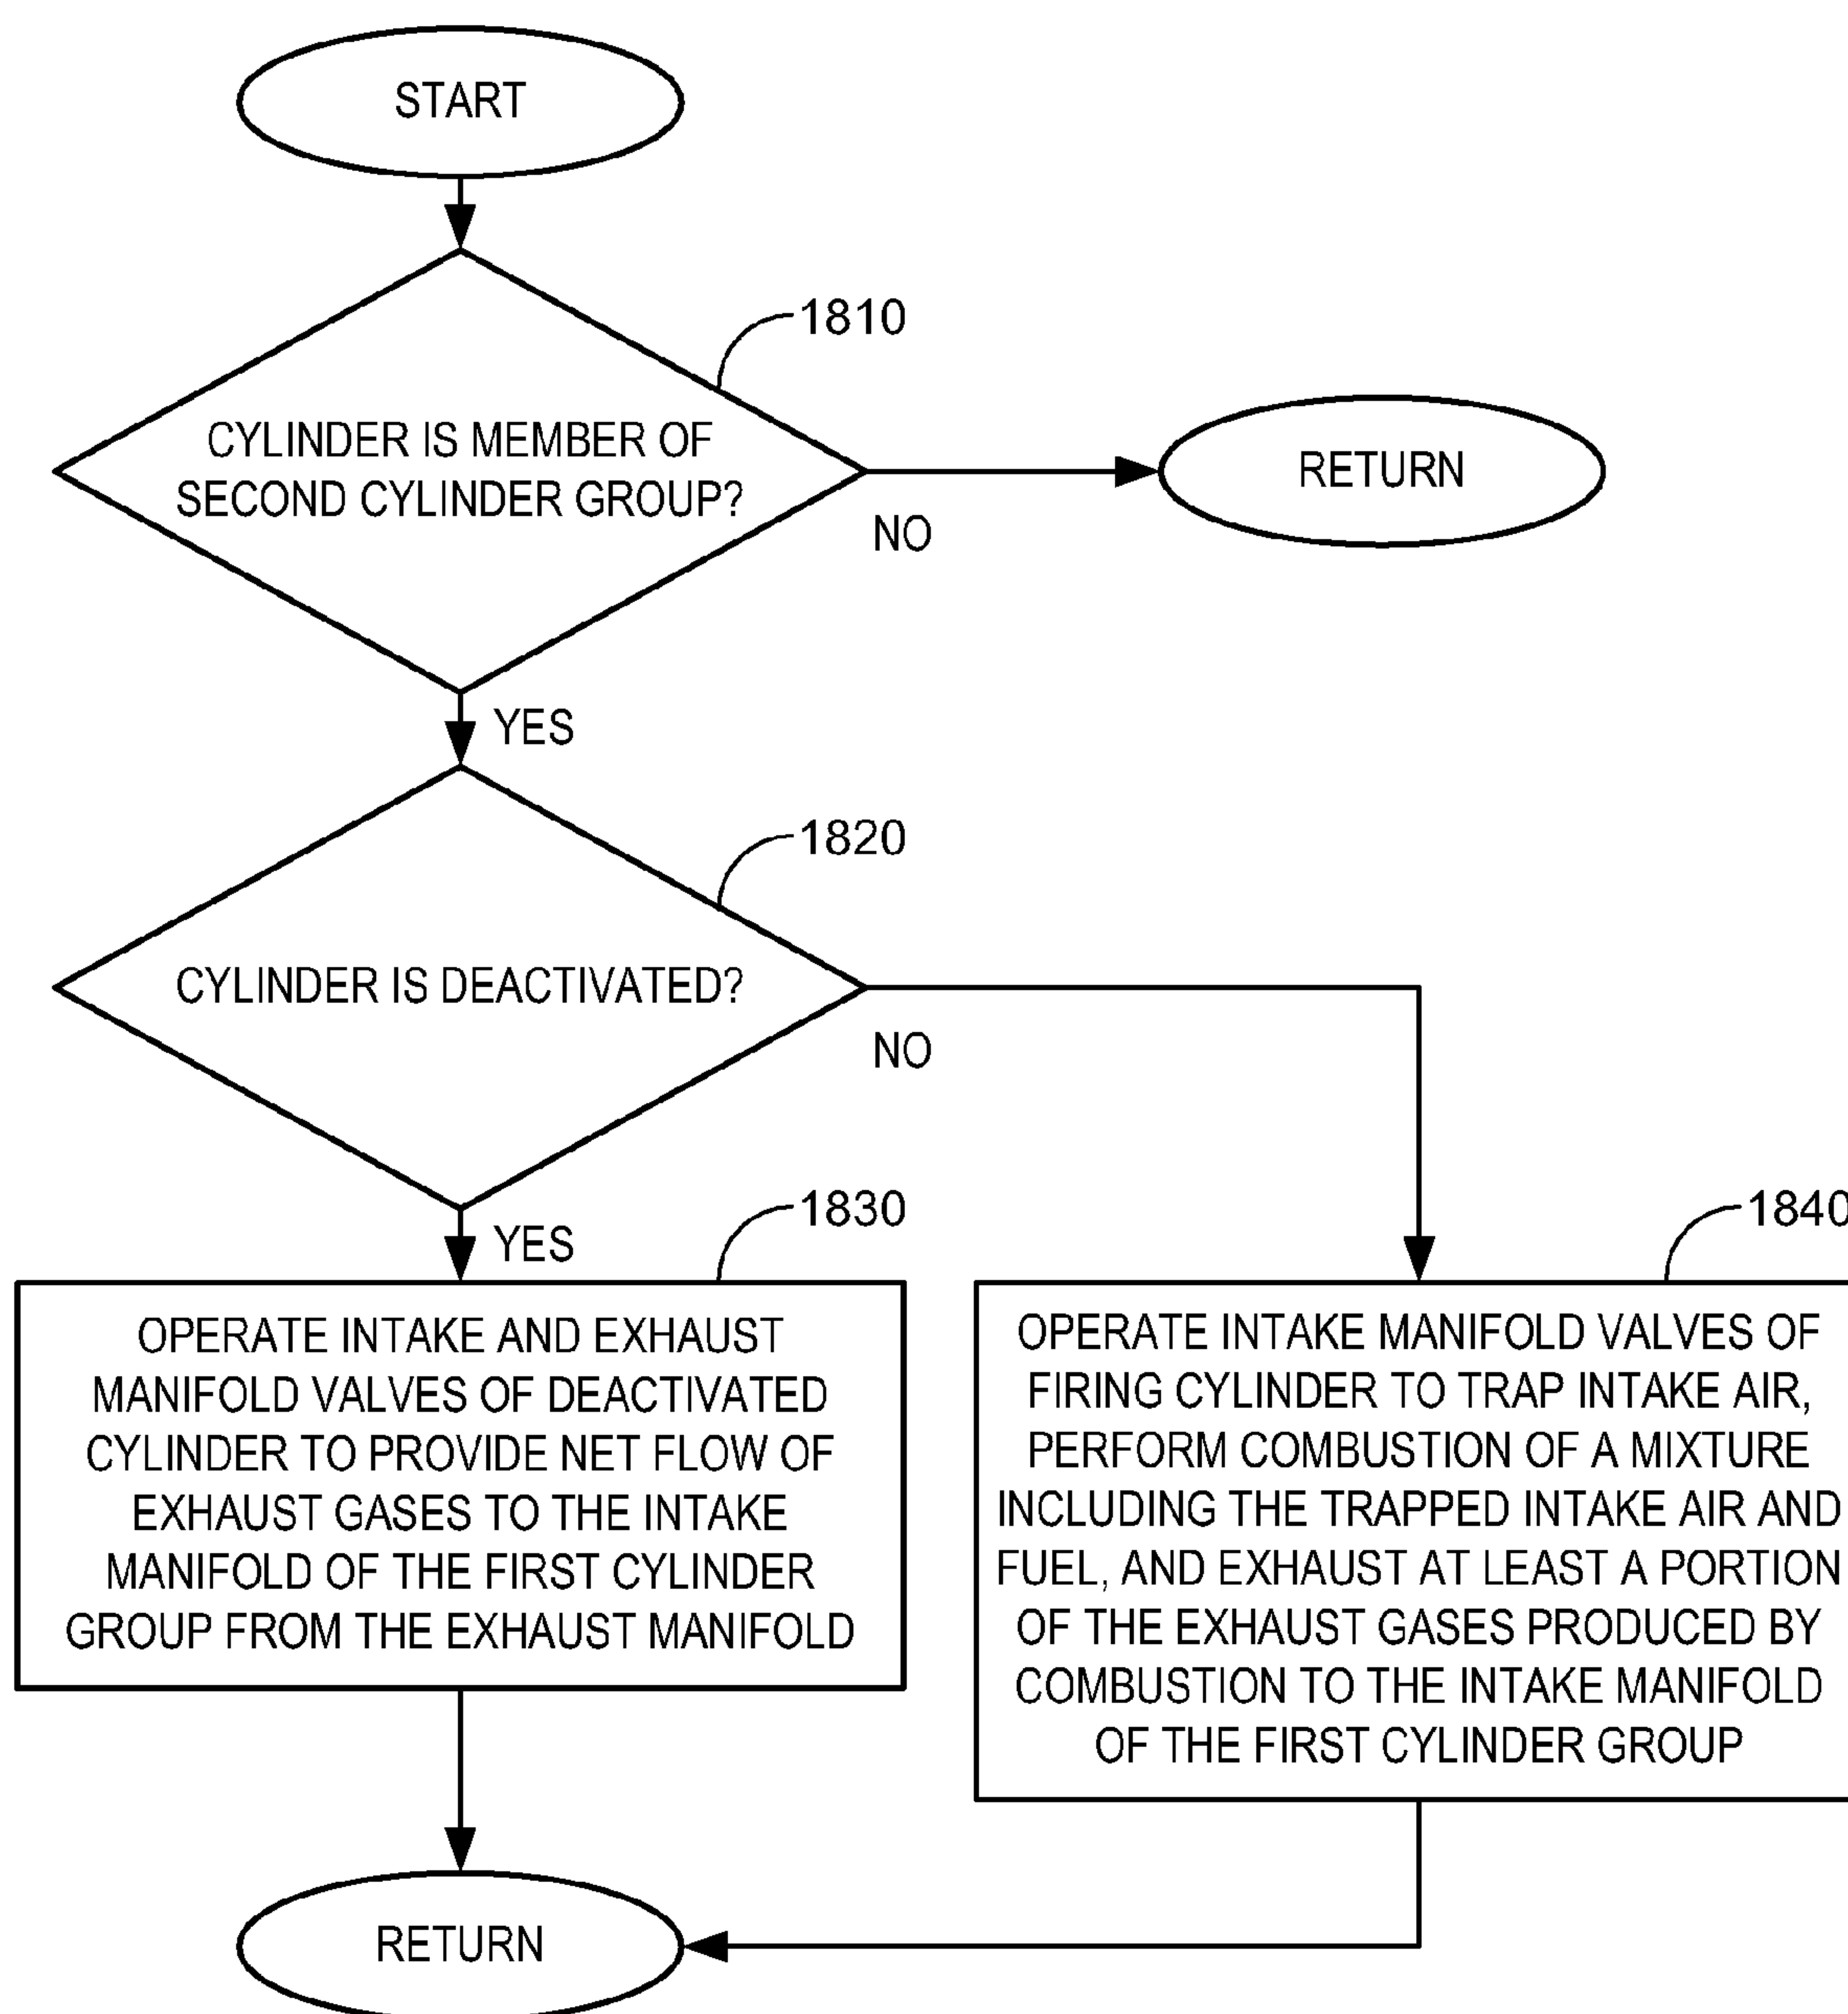 START
1810
CYLINDER IS MEMBER OF
SECOND CYLINDER GROUP?
RETURN
NO
YES
1820
CYLINDER IS DEACTIVATED?
NO
YES
1830
1840
OPERATE INTAKE AND EXHAUST
MANIFOLD VALVES OF DEACTIVATED
CYLINDER TO PROVIDE NET FLOW OF
EXHAUST GASES TO THE INTAKE
MANIFOLD OF THE FIRST CYLINDER
GROUP FROM THE EXHAUST MANIFOLD
OPERATE INTAKE MANIFOLD VALVES OF
FIRING CYLINDER TO TRAP INTAKE AIR,
PERFORM COMBUSTION OF A MIXTURE
INCLUDING THE TRAPPED INTAKE AIR AND
FUEL, AND EXHAUST AT LEAST A PORTION
OF THE EXHAUST GASES PRODUCED BY
COMBUSTION TO THE INTAKE MANIFOLD
OF THE FIRST CYLINDER GROUP
RETURN